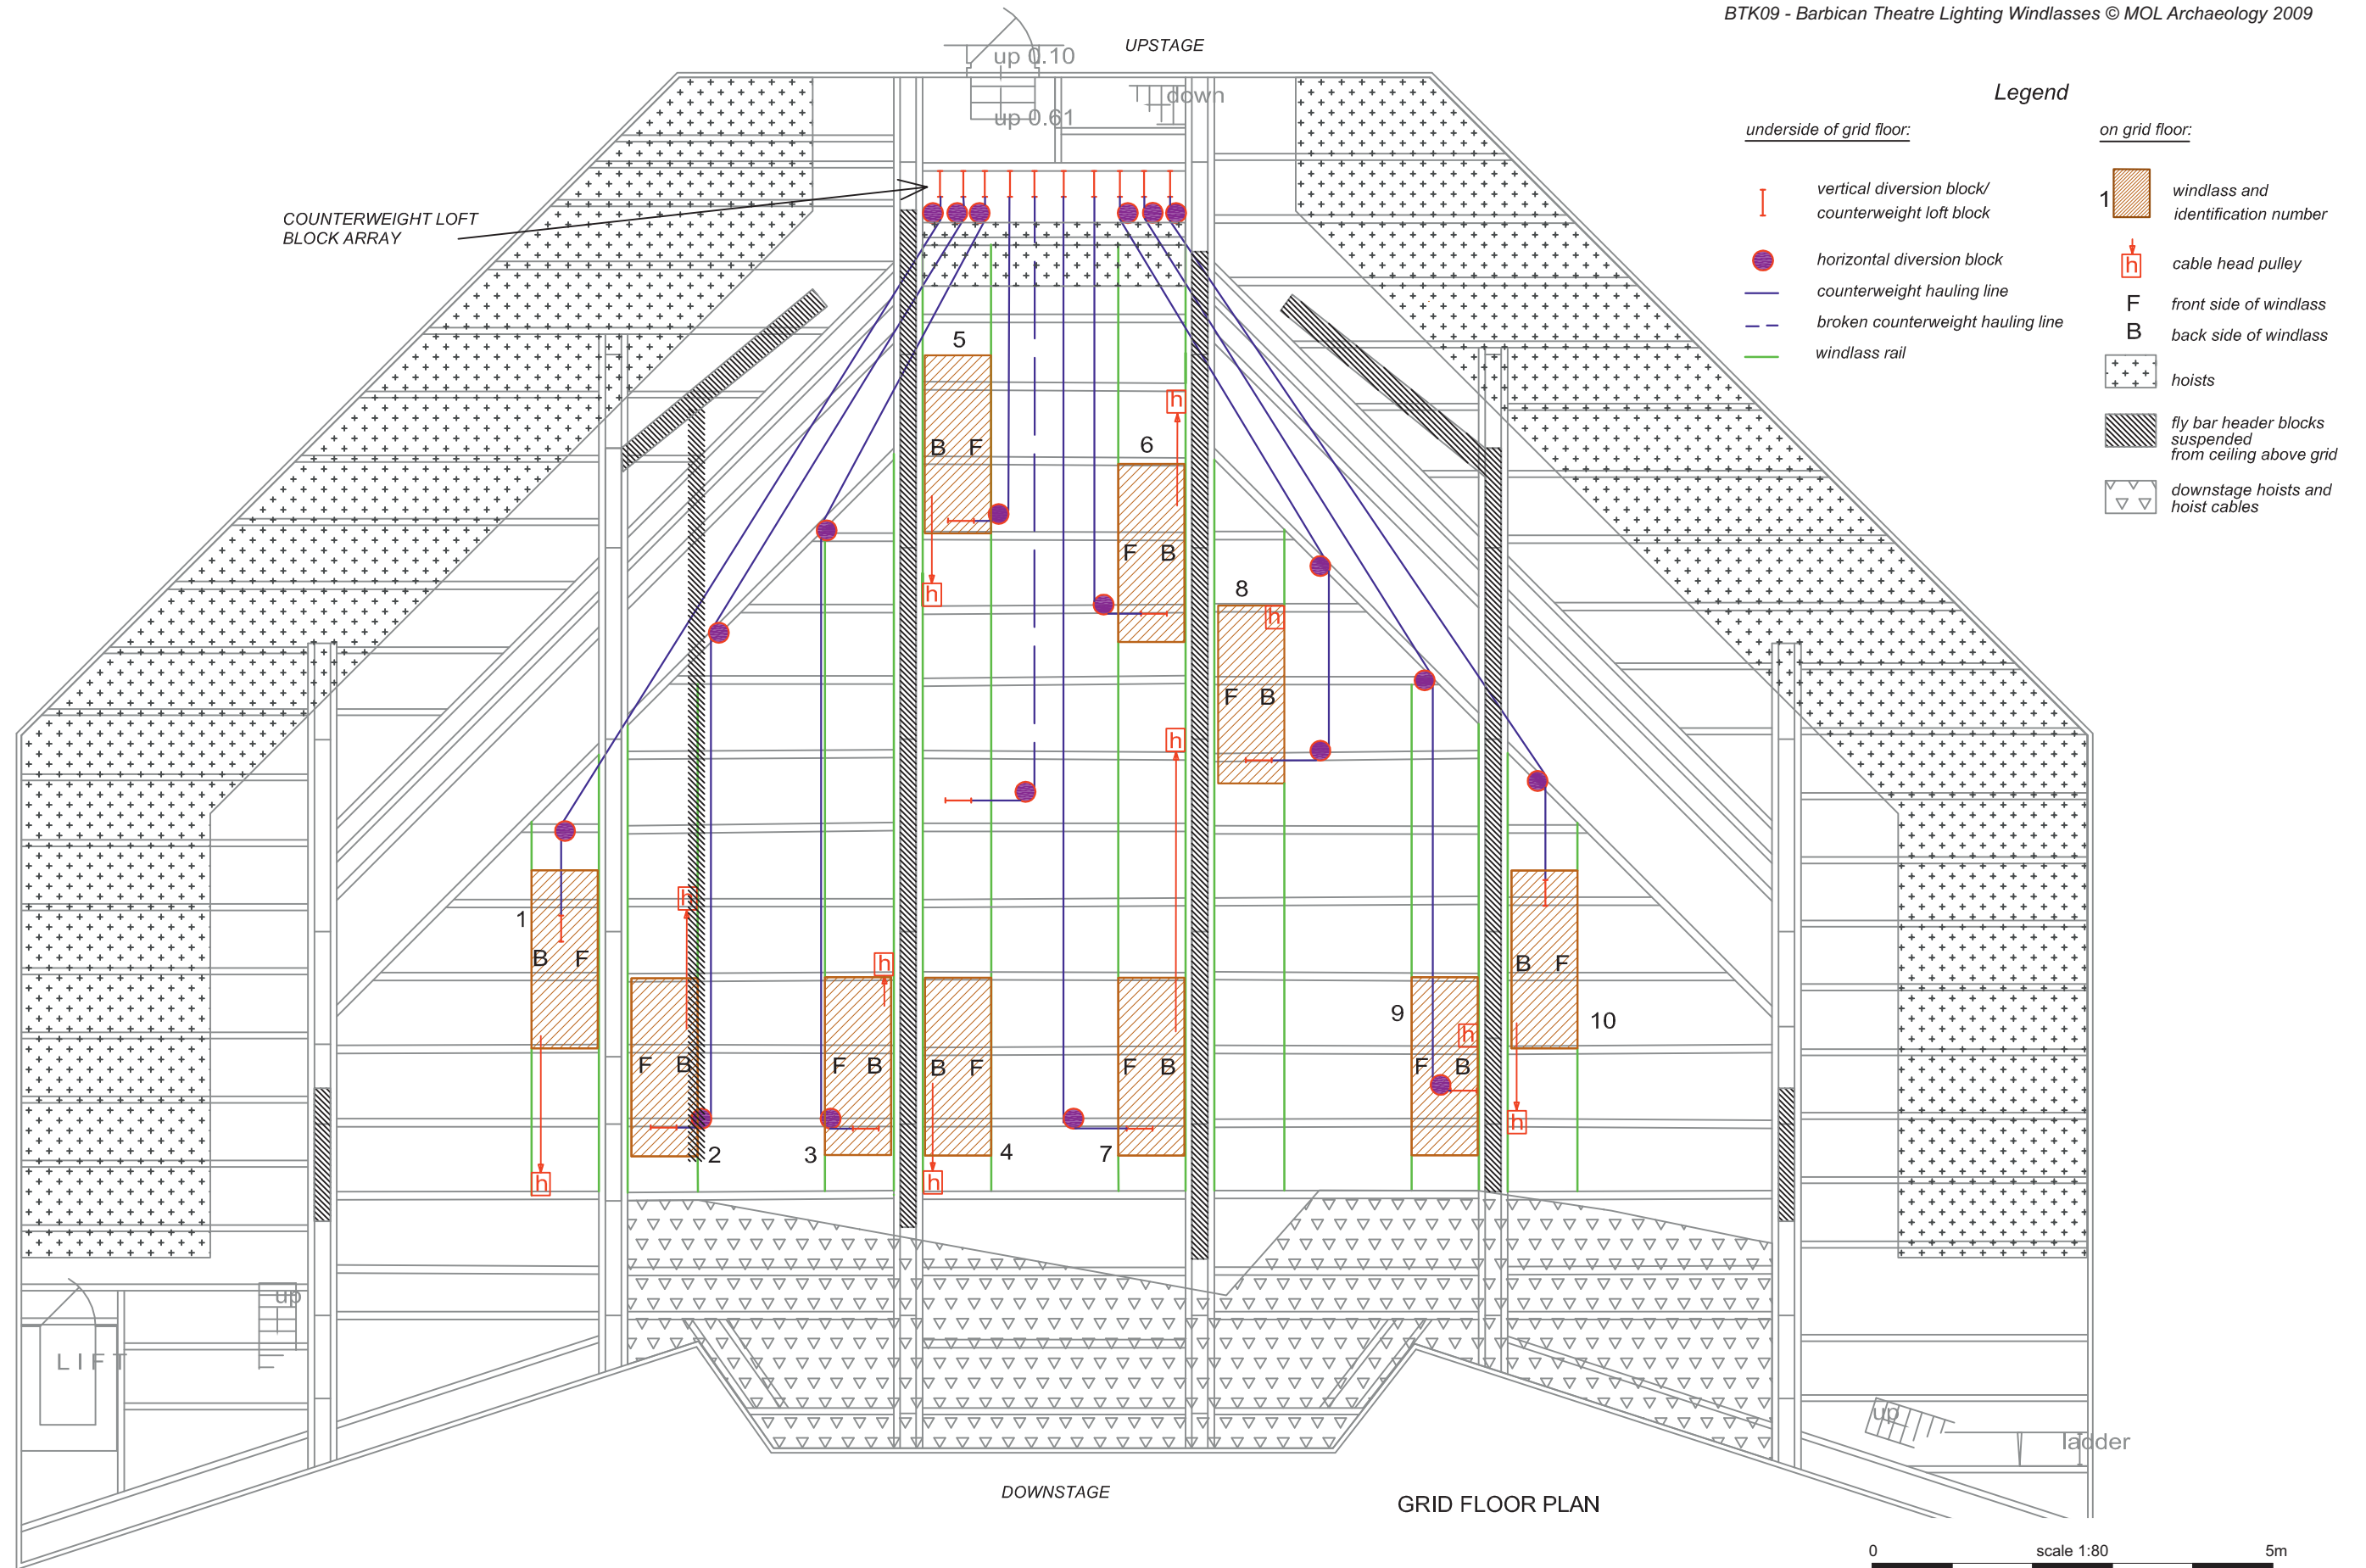 BTK09 - Barbican Theatre Lighting Windlasses © MOL Archaeology 2009
UPSTAGE
up 0.10
down
up 0.61
COUNTERWEIGHT LOFT
BLOCK ARRAY
Legend
underside of grid floor:
vertical diversion block/
counterweight loft block
horizontal diversion block
counterweight hauling line
broken counterweight hauling line
windlass rail
on grid floor:
1
windlass and
identification number
h
cable head pulley
F
front side of windlass
B
back side of windlass
hoists
fly bar header blocks
suspended
from ceiling above grid
downstage hoists and
hoist cables
5
B F
h
6
h
F B
8
h
F B
h
1
B F
h
h
F B
2
h
F B
3
B F
4
h
F B
7
9
h
F B
B F
10
h
up
LIFT
up
ladder
DOWNSTAGE
GRID FLOOR PLAN
0 scale 1:80 5m